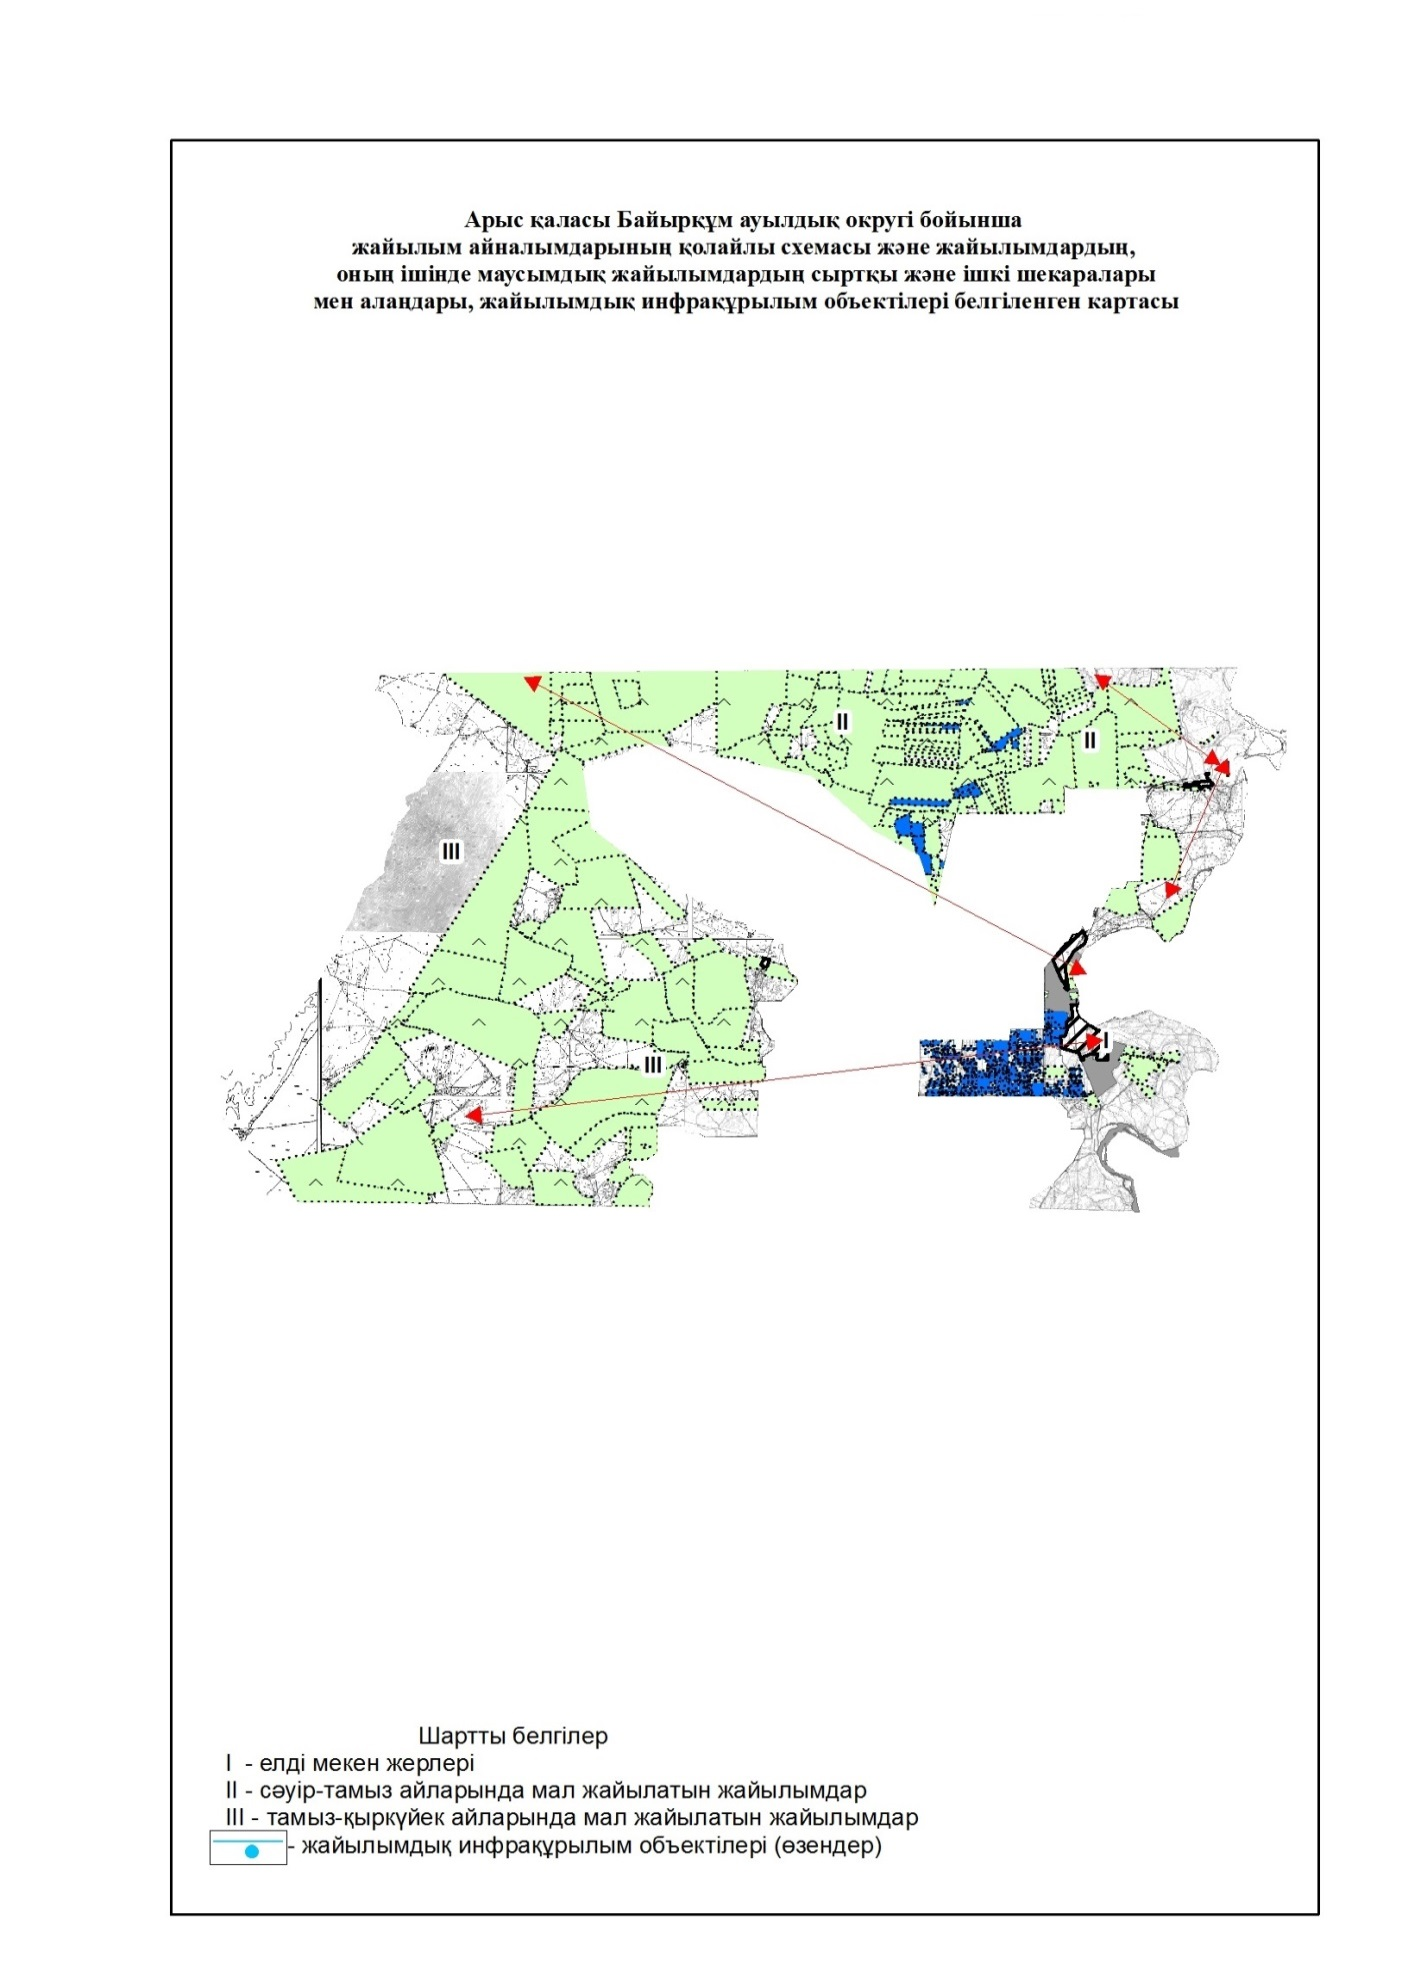 Арыс қаласы Байырқұм ауылдық округі бойынша
жайылым айналымдарының қолайлы схемасы және жайылымдардың,
оның ішінде маусымдық жайылымдардың сыртқы және ішкі шекаралары
мен алаңдары, жайылымдық инфрақұрылым объектілері белгіленген картасы
II
II
III
I
III
Шартты белгілер
I - елді мекен жерлері
II - сәуір-тамыз айларында мал жайылатын жайылымдар
III - тамыз-қыркүйек айларында мал жайылатын жайылымдар
- жайылымдық инфрақұрылым объектілері (өзендер)